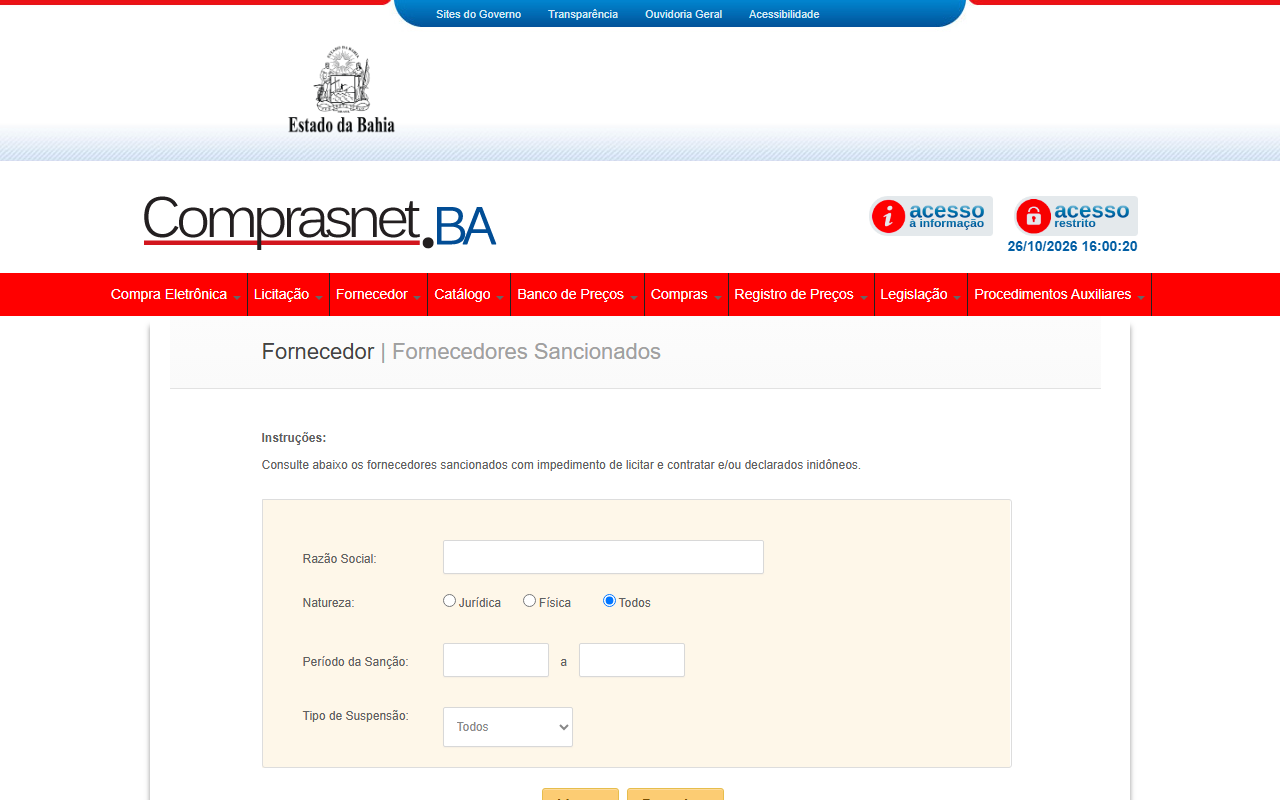 Sites do Governo Transparência Ouvidoria Geral Acessibilidade
Estado da Bahia
Comprasnet.BA
acesso à informação
acesso restrito
26/10/2026 16:00:20
Compra Eletrônica Licitação Fornecedor Catálogo Banco de Preços Compras Registro de Preços Legislação Procedimentos Auxiliares
Fornecedor | Fornecedores Sancionados
Instruções:
Consulte abaixo os fornecedores sancionados com impedimento de licitar e contratar e/ou declarados inidôneos.
Razão Social:
Natureza: Jurídica Física Todos
Período da Sanção: a
Tipo de Suspensão: Todos